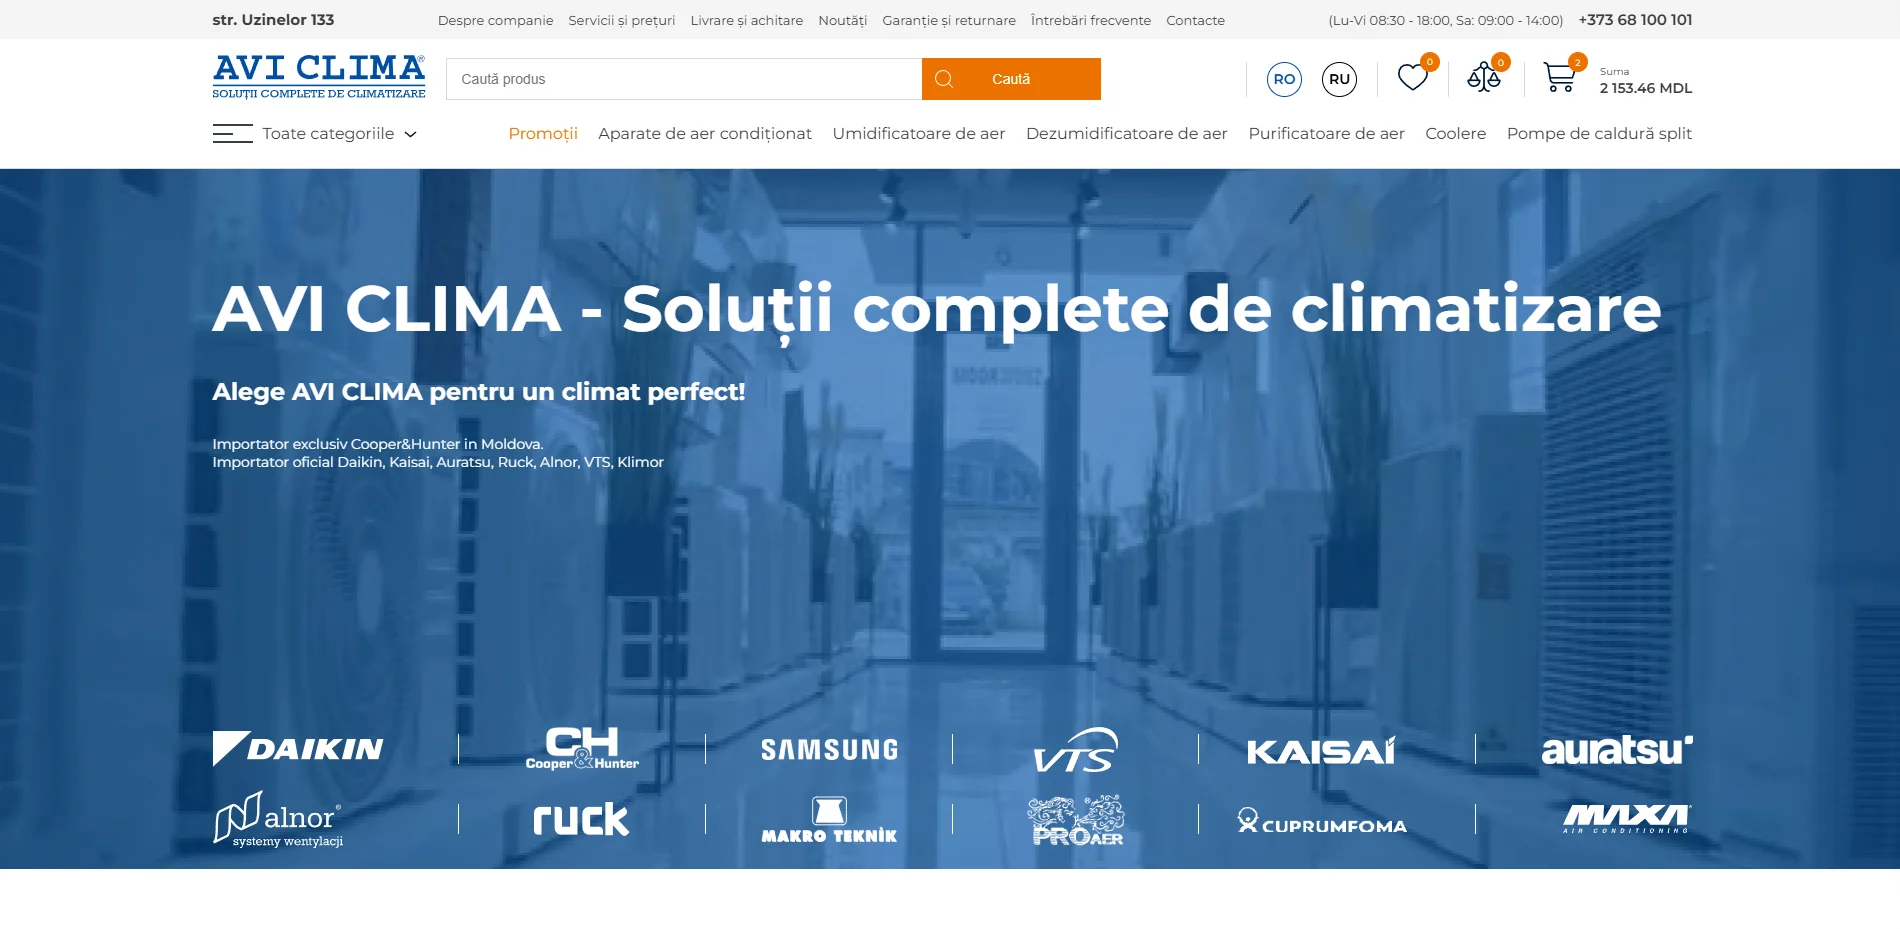 str. Uzinelor 133
Despre companie Servicii și prețuri Livrare și achitare Noutăți Garanție și returnare Întrebări frecvente Contacte
(Lu-Vi 08:30 - 18:00, Sa: 09:00 - 14:00) +373 68 100 101
AVI CLIMA®
SOLUȚII COMPLETE DE CLIMATIZARE
Caută produs
Caută
RO RU
0
0
2
Suma
2 153.46 MDL
Toate categoriile
Promoții Aparate de aer condiționat Umidificatoare de aer Dezumidificatoare de aer Purificatoare de aer Coolere Pompe de caldură split
AVI CLIMA - Soluții complete de climatizare
Alege AVI CLIMA pentru un climat perfect!
Importator exclusiv Cooper&Hunter in Moldova.
Importator oficial Daikin, Kaisai, Auratsu, Ruck, Alnor, VTS, Klimor
DAIKIN
CH
Cooper&Hunter
SAMSUNG
VTS
KAISAI
auratsu
alnor®
systemy wentylacji
ruck
MAKRO TEKNİK
PROAER
CUPRUMFOMA
MAXA
AIR CONDITIONING